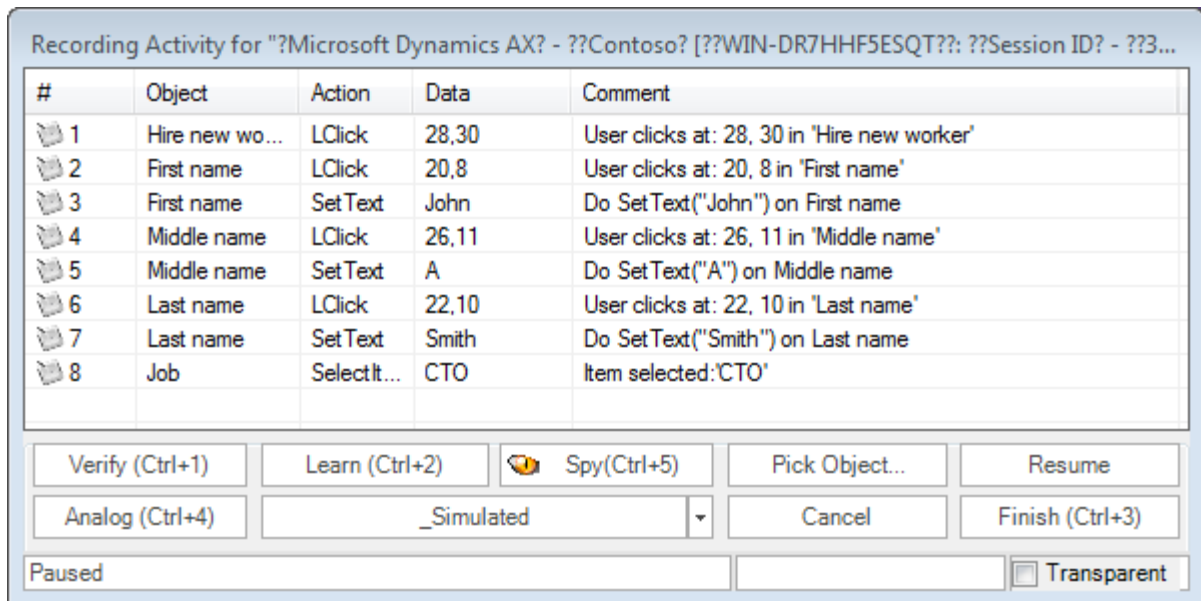 Recording Activity for "?Microsoft Dynamics AX? - ??Contoso? [??WIN-DR7HHF5ESQT??: ??Session ID? - ??3...
# Object Action Data Comment
1 Hire new wo... LClick 28,30 User clicks at: 28, 30 in 'Hire new worker'
2 First name LClick 20,8 User clicks at: 20, 8 in 'First name'
3 First name SetText John Do SetText("John") on First name
4 Middle name LClick 26,11 User clicks at: 26, 11 in 'Middle name'
5 Middle name SetText A Do SetText("A") on Middle name
6 Last name LClick 22,10 User clicks at: 22, 10 in 'Last name'
7 Last name SetText Smith Do SetText("Smith") on Last name
8 Job SelectIt... CTO Item selected:'CTO'
Verify (Ctrl+1) Learn (Ctrl+2) Spy(Ctrl+5) Pick Object... Resume
Analog (Ctrl+4) _Simulated Cancel Finish (Ctrl+3)
Paused Transparent